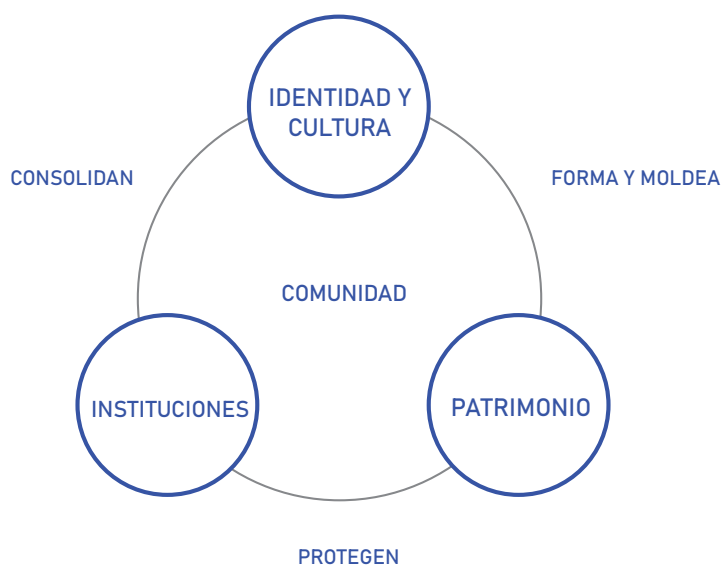 IDENTIDAD Y
CULTURA
CONSOLIDAN
FORMA Y MOLDEA
COMUNIDAD
INSTITUCIONES
PATRIMONIO
PROTEGEN